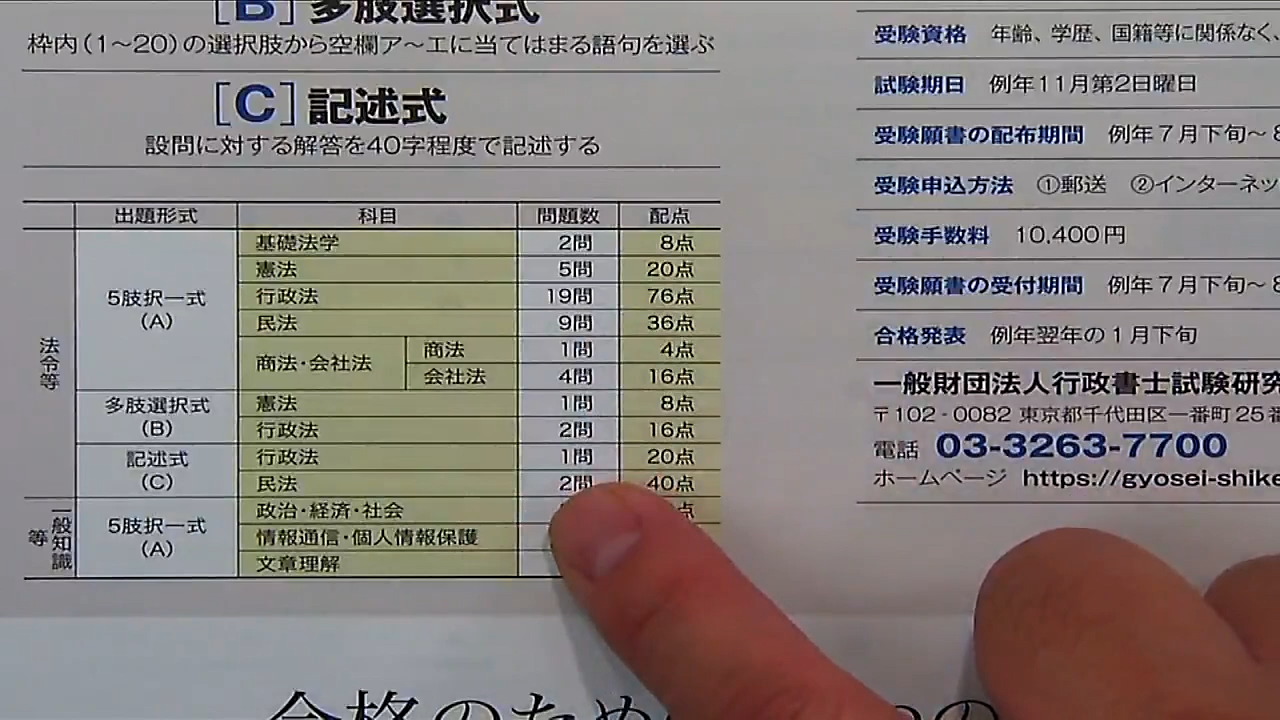 [B] 多肢選択式
枠内(1〜20)の選択肢から空欄ア〜エに当てはまる語句を選ぶ
[C] 記述式
設問に対する解答を40字程度で記述する
出題形式 科目 問題数 配点
法令等
5肢択一式(A)
基礎法学 2問 8点
憲法 5問 20点
行政法 19問 76点
民法 9問 36点
商法・会社法
商法 1問 4点
会社法 4問 16点
多肢選択式(B)
憲法 1問 8点
行政法 2問 16点
記述式(C)
行政法 1問 20点
民法 2問 40点
一般知識等
5肢択一式(A)
政治・経済・社会 点
情報通信・個人情報保護
文章理解
合格のため
受験資格 年齢、学歴、国籍等に関係なく、
試験期日 例年11月第2日曜日
受験願書の配布期間 例年7月下旬〜8
受験申込方法 ①郵送 ②インターネッ
受験手数料 10,400円
受験願書の受付期間 例年7月下旬〜8
合格発表 例年翌年の1月下旬
一般財団法人行政書士試験研究
〒102-0082 東京都千代田区一番町25番
電話 03-3263-7700
ホームページ https://gyosei-shike